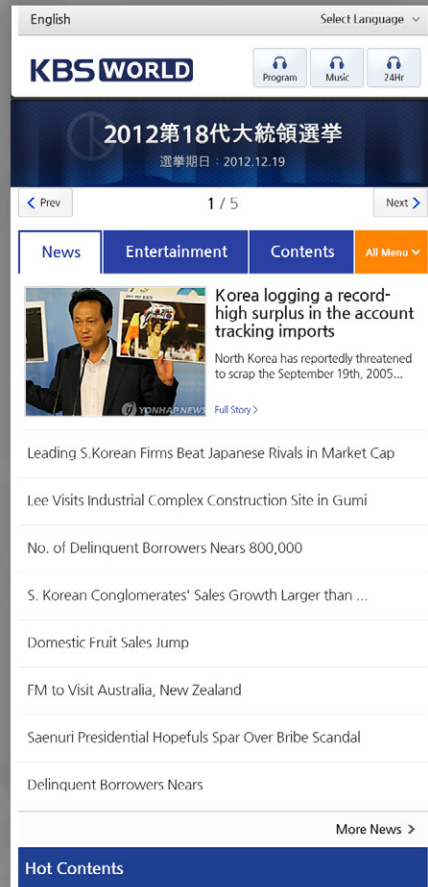 English
Select Language
KBS WORLD
Program
Music
24Hr
2012第18代大統領選挙
選挙期日 : 2012.12.19
Prev
1 / 5
Next
News
Entertainment
Contents
All Menu
Korea logging a record-
high surplus in the account
tracking imports
North Korea has reportedly threatened
to scrap the September 19th, 2005...
Full Story
YONHAPNEWS
Leading S.Korean Firms Beat Japanese Rivals in Market Cap
Lee Visits Industrial Complex Construction Site in Gumi
No. of Delinquent Borrowers Nears 800,000
S. Korean Conglomerates' Sales Growth Larger than ...
Domestic Fruit Sales Jump
FM to Visit Australia, New Zealand
Saenuri Presidential Hopefuls Spar Over Bribe Scandal
Delinquent Borrowers Nears
More News
Hot Contents